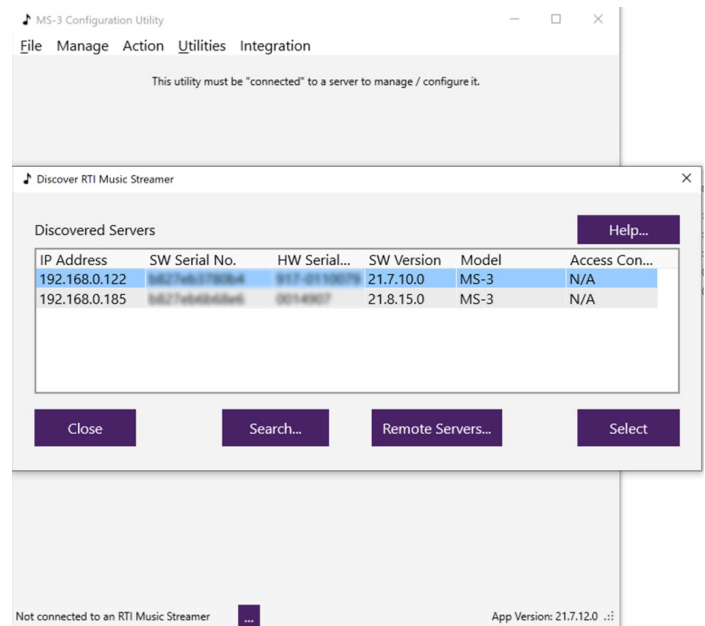 MS-3 Configuration Utility
File Manage Action Utilities Integration
This utility must be "connected" to a server to manage / configure it.
Discover RTI Music Streamer
Discovered Servers
Help...
IP Address SW Serial No. HW Serial... SW Version Model Access Con...
192.168.0.122 21.7.10.0 MS-3 N/A
192.168.0.185 21.8.15.0 MS-3 N/A
Close Search... Remote Servers... Select
Not connected to an RTI Music Streamer ... App Version: 21.7.12.0